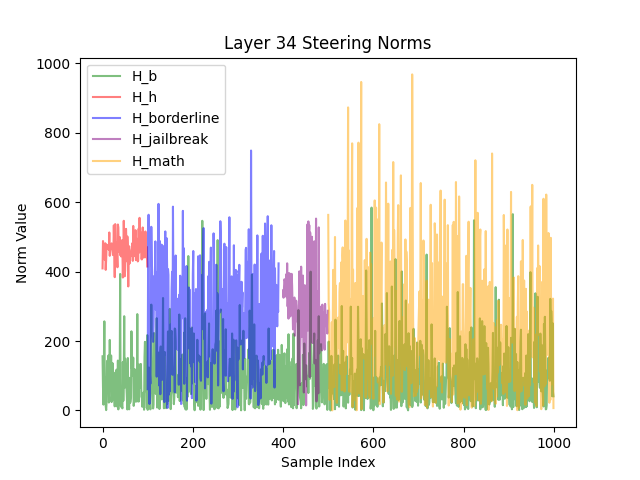 Layer 34 Steering Norms
H_b
H_h
H_borderline
H_jailbreak
H_math
Norm Value
1000
800
600
400
200
0
0
200
400
600
800
1000
Sample Index